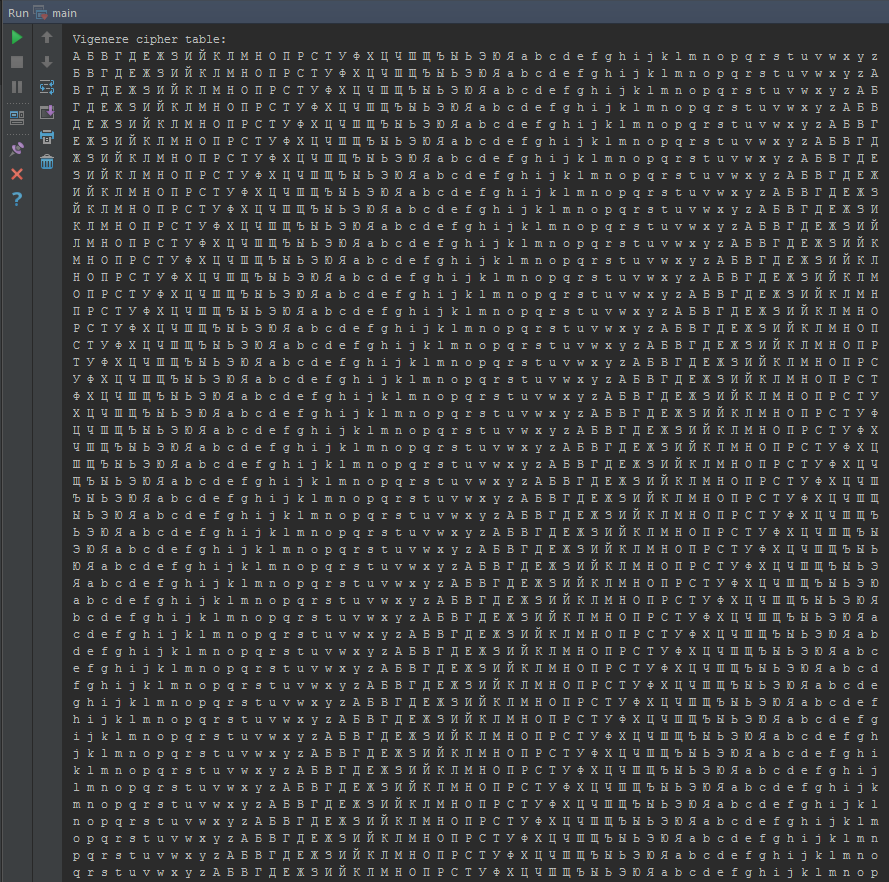 Run main
Vigenere cipher table:
А Б В Г Д Е Ж З И Й К Л М Н О П Р С Т У Ф Х Ц Ч Ш Щ Ъ Ы Ь Э Ю Я a b c d e f g h i j k l m n o p q r s t u v w x y z
Б В Г Д Е Ж З И Й К Л М Н О П Р С Т У Ф Х Ц Ч Ш Щ Ъ Ы Ь Э Ю Я a b c d e f g h i j k l m n o p q r s t u v w x y z А
В Г Д Е Ж З И Й К Л М Н О П Р С Т У Ф Х Ц Ч Ш Щ Ъ Ы Ь Э Ю Я a b c d e f g h i j k l m n o p q r s t u v w x y z А Б
Г Д Е Ж З И Й К Л М Н О П Р С Т У Ф Х Ц Ч Ш Щ Ъ Ы Ь Э Ю Я a b c d e f g h i j k l m n o p q r s t u v w x y z А Б В
Д Е Ж З И Й К Л М Н О П Р С Т У Ф Х Ц Ч Ш Щ Ъ Ы Ь Э Ю Я a b c d e f g h i j k l m n o p q r s t u v w x y z А Б В Г
Е Ж З И Й К Л М Н О П Р С Т У Ф Х Ц Ч Ш Щ Ъ Ы Ь Э Ю Я a b c d e f g h i j k l m n o p q r s t u v w x y z А Б В Г Д
Ж З И Й К Л М Н О П Р С Т У Ф Х Ц Ч Ш Щ Ъ Ы Ь Э Ю Я a b c d e f g h i j k l m n o p q r s t u v w x y z А Б В Г Д Е
З И Й К Л М Н О П Р С Т У Ф Х Ц Ч Ш Щ Ъ Ы Ь Э Ю Я a b c d e f g h i j k l m n o p q r s t u v w x y z А Б В Г Д Е Ж
И Й К Л М Н О П Р С Т У Ф Х Ц Ч Ш Щ Ъ Ы Ь Э Ю Я a b c d e f g h i j k l m n o p q r s t u v w x y z А Б В Г Д Е Ж З
Й К Л М Н О П Р С Т У Ф Х Ц Ч Ш Щ Ъ Ы Ь Э Ю Я a b c d e f g h i j k l m n o p q r s t u v w x y z А Б В Г Д Е Ж З И
К Л М Н О П Р С Т У Ф Х Ц Ч Ш Щ Ъ Ы Ь Э Ю Я a b c d e f g h i j k l m n o p q r s t u v w x y z А Б В Г Д Е Ж З И Й
Л М Н О П Р С Т У Ф Х Ц Ч Ш Щ Ъ Ы Ь Э Ю Я a b c d e f g h i j k l m n o p q r s t u v w x y z А Б В Г Д Е Ж З И Й К
М Н О П Р С Т У Ф Х Ц Ч Ш Щ Ъ Ы Ь Э Ю Я a b c d e f g h i j k l m n o p q r s t u v w x y z А Б В Г Д Е Ж З И Й К Л
Н О П Р С Т У Ф Х Ц Ч Ш Щ Ъ Ы Ь Э Ю Я a b c d e f g h i j k l m n o p q r s t u v w x y z А Б В Г Д Е Ж З И Й К Л М
О П Р С Т У Ф Х Ц Ч Ш Щ Ъ Ы Ь Э Ю Я a b c d e f g h i j k l m n o p q r s t u v w x y z А Б В Г Д Е Ж З И Й К Л М Н
П Р С Т У Ф Х Ц Ч Ш Щ Ъ Ы Ь Э Ю Я a b c d e f g h i j k l m n o p q r s t u v w x y z А Б В Г Д Е Ж З И Й К Л М Н О
Р С Т У Ф Х Ц Ч Ш Щ Ъ Ы Ь Э Ю Я a b c d e f g h i j k l m n o p q r s t u v w x y z А Б В Г Д Е Ж З И Й К Л М Н О П
С Т У Ф Х Ц Ч Ш Щ Ъ Ы Ь Э Ю Я a b c d e f g h i j k l m n o p q r s t u v w x y z А Б В Г Д Е Ж З И Й К Л М Н О П Р
Т У Ф Х Ц Ч Ш Щ Ъ Ы Ь Э Ю Я a b c d e f g h i j k l m n o p q r s t u v w x y z А Б В Г Д Е Ж З И Й К Л М Н О П Р С
У Ф Х Ц Ч Ш Щ Ъ Ы Ь Э Ю Я a b c d e f g h i j k l m n o p q r s t u v w x y z А Б В Г Д Е Ж З И Й К Л М Н О П Р С Т
Ф Х Ц Ч Ш Щ Ъ Ы Ь Э Ю Я a b c d e f g h i j k l m n o p q r s t u v w x y z А Б В Г Д Е Ж З И Й К Л М Н О П Р С Т У
Х Ц Ч Ш Щ Ъ Ы Ь Э Ю Я a b c d e f g h i j k l m n o p q r s t u v w x y z А Б В Г Д Е Ж З И Й К Л М Н О П Р С Т У Ф
Ц Ч Ш Щ Ъ Ы Ь Э Ю Я a b c d e f g h i j k l m n o p q r s t u v w x y z А Б В Г Д Е Ж З И Й К Л М Н О П Р С Т У Ф Х
Ч Ш Щ Ъ Ы Ь Э Ю Я a b c d e f g h i j k l m n o p q r s t u v w x y z А Б В Г Д Е Ж З И Й К Л М Н О П Р С Т У Ф Х Ц
Ш Щ Ъ Ы Ь Э Ю Я a b c d e f g h i j k l m n o p q r s t u v w x y z А Б В Г Д Е Ж З И Й К Л М Н О П Р С Т У Ф Х Ц Ч
Щ Ъ Ы Ь Э Ю Я a b c d e f g h i j k l m n o p q r s t u v w x y z А Б В Г Д Е Ж З И Й К Л М Н О П Р С Т У Ф Х Ц Ч Ш
Ъ Ы Ь Э Ю Я a b c d e f g h i j k l m n o p q r s t u v w x y z А Б В Г Д Е Ж З И Й К Л М Н О П Р С Т У Ф Х Ц Ч Ш Щ
Ы Ь Э Ю Я a b c d e f g h i j k l m n o p q r s t u v w x y z А Б В Г Д Е Ж З И Й К Л М Н О П Р С Т У Ф Х Ц Ч Ш Щ Ъ
Ь Э Ю Я a b c d e f g h i j k l m n o p q r s t u v w x y z А Б В Г Д Е Ж З И Й К Л М Н О П Р С Т У Ф Х Ц Ч Ш Щ Ъ Ы
Э Ю Я a b c d e f g h i j k l m n o p q r s t u v w x y z А Б В Г Д Е Ж З И Й К Л М Н О П Р С Т У Ф Х Ц Ч Ш Щ Ъ Ы Ь
Ю Я a b c d e f g h i j k l m n o p q r s t u v w x y z А Б В Г Д Е Ж З И Й К Л М Н О П Р С Т У Ф Х Ц Ч Ш Щ Ъ Ы Ь Э
Я a b c d e f g h i j k l m n o p q r s t u v w x y z А Б В Г Д Е Ж З И Й К Л М Н О П Р С Т У Ф Х Ц Ч Ш Щ Ъ Ы Ь Э Ю
a b c d e f g h i j k l m n o p q r s t u v w x y z А Б В Г Д Е Ж З И Й К Л М Н О П Р С Т У Ф Х Ц Ч Ш Щ Ъ Ы Ь Э Ю Я
b c d e f g h i j k l m n o p q r s t u v w x y z А Б В Г Д Е Ж З И Й К Л М Н О П Р С Т У Ф Х Ц Ч Ш Щ Ъ Ы Ь Э Ю Я a
c d e f g h i j k l m n o p q r s t u v w x y z А Б В Г Д Е Ж З И Й К Л М Н О П Р С Т У Ф Х Ц Ч Ш Щ Ъ Ы Ь Э Ю Я a b
d e f g h i j k l m n o p q r s t u v w x y z А Б В Г Д Е Ж З И Й К Л М Н О П Р С Т У Ф Х Ц Ч Ш Щ Ъ Ы Ь Э Ю Я a b c
e f g h i j k l m n o p q r s t u v w x y z А Б В Г Д Е Ж З И Й К Л М Н О П Р С Т У Ф Х Ц Ч Ш Щ Ъ Ы Ь Э Ю Я a b c d
f g h i j k l m n o p q r s t u v w x y z А Б В Г Д Е Ж З И Й К Л М Н О П Р С Т У Ф Х Ц Ч Ш Щ Ъ Ы Ь Э Ю Я a b c d e
g h i j k l m n o p q r s t u v w x y z А Б В Г Д Е Ж З И Й К Л М Н О П Р С Т У Ф Х Ц Ч Ш Щ Ъ Ы Ь Э Ю Я a b c d e f
h i j k l m n o p q r s t u v w x y z А Б В Г Д Е Ж З И Й К Л М Н О П Р С Т У Ф Х Ц Ч Ш Щ Ъ Ы Ь Э Ю Я a b c d e f g
i j k l m n o p q r s t u v w x y z А Б В Г Д Е Ж З И Й К Л М Н О П Р С Т У Ф Х Ц Ч Ш Щ Ъ Ы Ь Э Ю Я a b c d e f g h
j k l m n o p q r s t u v w x y z А Б В Г Д Е Ж З И Й К Л М Н О П Р С Т У Ф Х Ц Ч Ш Щ Ъ Ы Ь Э Ю Я a b c d e f g h i
k l m n o p q r s t u v w x y z А Б В Г Д Е Ж З И Й К Л М Н О П Р С Т У Ф Х Ц Ч Ш Щ Ъ Ы Ь Э Ю Я a b c d e f g h i j
l m n o p q r s t u v w x y z А Б В Г Д Е Ж З И Й К Л М Н О П Р С Т У Ф Х Ц Ч Ш Щ Ъ Ы Ь Э Ю Я a b c d e f g h i j k
m n o p q r s t u v w x y z А Б В Г Д Е Ж З И Й К Л М Н О П Р С Т У Ф Х Ц Ч Ш Щ Ъ Ы Ь Э Ю Я a b c d e f g h i j k l
n o p q r s t u v w x y z А Б В Г Д Е Ж З И Й К Л М Н О П Р С Т У Ф Х Ц Ч Ш Щ Ъ Ы Ь Э Ю Я a b c d e f g h i j k l m
o p q r s t u v w x y z А Б В Г Д Е Ж З И Й К Л М Н О П Р С Т У Ф Х Ц Ч Ш Щ Ъ Ы Ь Э Ю Я a b c d e f g h i j k l m n
p q r s t u v w x y z А Б В Г Д Е Ж З И Й К Л М Н О П Р С Т У Ф Х Ц Ч Ш Щ Ъ Ы Ь Э Ю Я a b c d e f g h i j k l m n o
q r s t u v w x y z А Б В Г Д Е Ж З И Й К Л М Н О П Р С Т У Ф Х Ц Ч Ш Щ Ъ Ы Ь Э Ю Я a b c d e f g h i j k l m n o p